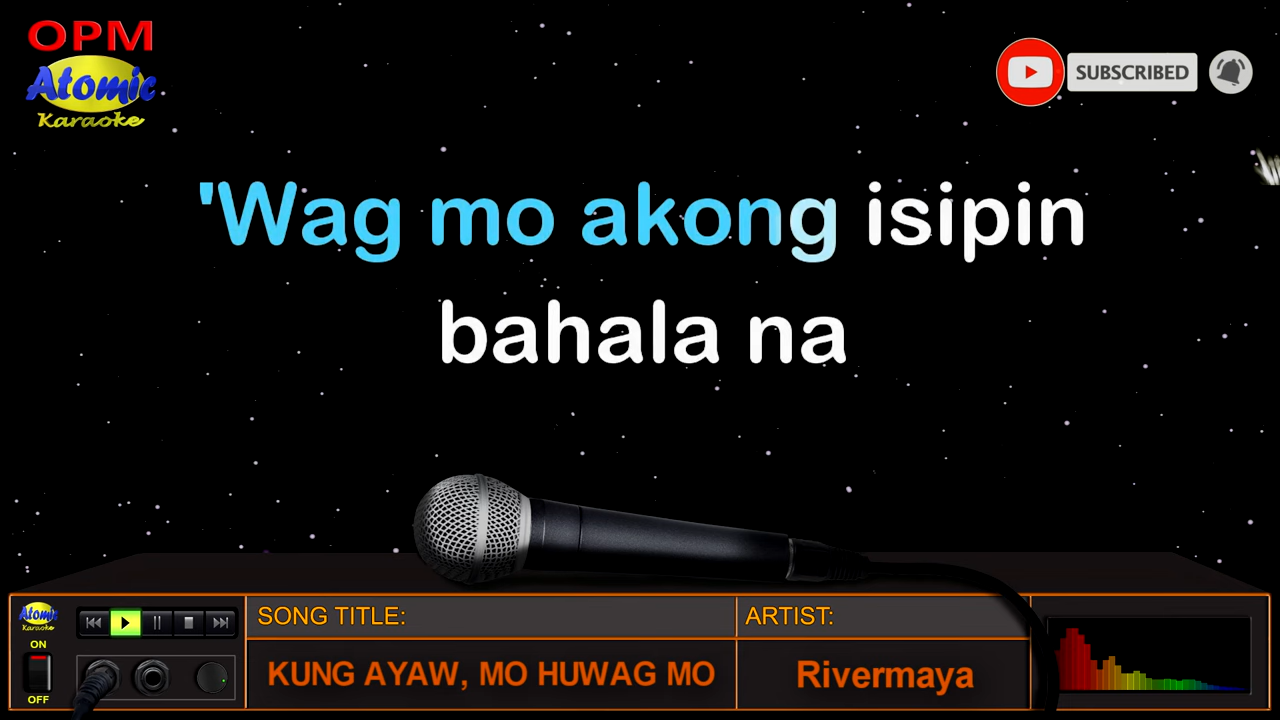 OPM
Atomic
Karaoke
SUBSCRIBED
'Wag mo akong isipin
bahala na
Atomic
Karaoke
ON
OFF
SONG TITLE:
ARTIST:
KUNG AYAW, MO HUWAG MO
Rivermaya